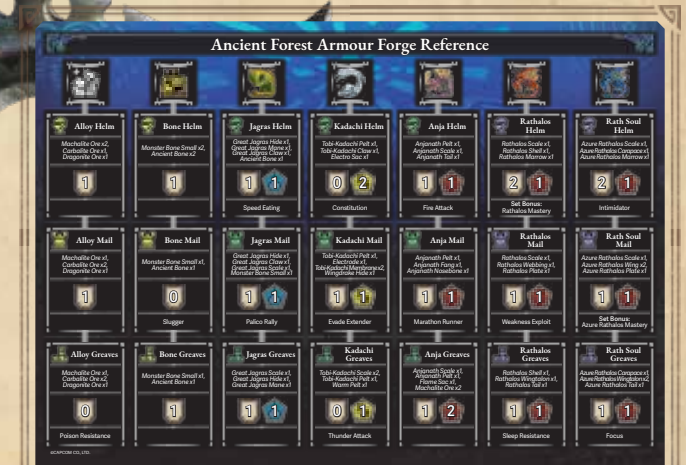 Ancient Forest Armour Forge Reference
Alloy Helm
Machalite Ore x2,
Carbalite Ore x1,
Dragonite Ore x1
1
Bone Helm
Monster Bone Small x2,
Ancient Bone x2
1
Jagras Helm
Great Jagras Hide x1,
Great Jagras Mane x1,
Great Jagras Claw x1,
Ancient Bone x1
1 1
Speed Eating
Kadachi Helm
Tobi-Kadachi Pelt x1,
Tobi-Kadachi Claw x1,
Electro Sac x1
0 2
Constitution
Anja Helm
Anjanath Pelt x1,
Anjanath Scale x1,
Anjanath Tail x1
1 1
Fire Attack
Rathalos
Helm
Rathalos Scale x1,
Rathalos Shell x1,
Rathalos Marrow x1
2 1
Set Bonus:
Rathalos Mastery
Rath Soul
Helm
Azure Rathalos Scale x1,
Azure Rathalos Carapace x1,
Azure Rathalos Marrow x1
2 1
Intimidator
Alloy Mail
Machalite Ore x1,
Carbalite Ore x2,
Dragonite Ore x1
1
Bone Mail
Monster Bone Small x1,
Ancient Bone x1
0
Slugger
Jagras Mail
Great Jagras Hide x1,
Great Jagras Claw x1,
Great Jagras Scale x1,
Monster Bone Small x1
1 1
Palico Rally
Kadachi Mail
Tobi-Kadachi Pelt x1,
Electrode x1,
Tobi-Kadachi Membrane x2,
Wingdrake Hide x1
1 1
Evade Extender
Anja Mail
Anjanath Pelt x1,
Anjanath Fang x1,
Anjanath Nosebone x1
1 1
Marathon Runner
Rathalos
Mail
Rathalos Scale x1,
Rathalos Webbing x1,
Rathalos Plate x1
1 1
Weakness Exploit
Rath Soul
Mail
Azure Rathalos Scale x1,
Azure Rathalos Wing x2,
Azure Rathalos Plate x1
1 1
Set Bonus:
Azure Rathalos Mastery
Alloy Greaves
Machalite Ore x1,
Carbalite Ore x2,
Dragonite Ore x1
0
Poison Resistance
Bone Greaves
Monster Bone Small x1,
Ancient Bone x1
1
Jagras Greaves
Great Jagras Scale x1,
Great Jagras Hide x1,
Great Jagras Mane x1
1 1
Kadachi
Greaves
Tobi-Kadachi Scale x2,
Tobi-Kadachi Pelt x1,
Warm Pelt x1
0 1
Thunder Attack
Anja Greaves
Anjanath Scale x1,
Anjanath Pelt x1,
Flame Sac x1,
Machalite Ore x2
1 2
Rathalos
Greaves
Rathalos Shell x1,
Rathalos Wingtalon x1,
Rathalos Tail x1
1 1
Sleep Resistance
Rath Soul
Greaves
Azure Rathalos Carapace x1,
Azure Rathalos Wingtalon x2,
Azure Rathalos Tail x1
1 1
Focus
©CAPCOM CO., LTD.